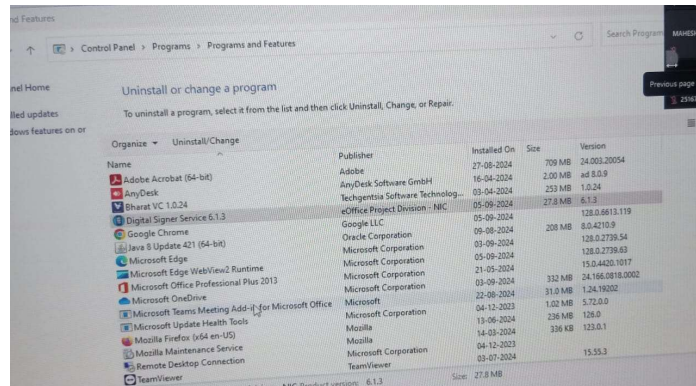 nd Features
Control Panel > Programs > Programs and Features
Search Program
MAHESH
nel Home
Uninstall or change a program
Previous page
lled updates
To uninstall a program, select it from the list and then click Uninstall, Change, or Repair.
dows features on or
Organize Uninstall/Change
Name Publisher Installed On Size Version
Adobe Acrobat (64-bit) Adobe 27-08-2024 709 MB 24.003.20054
AnyDesk AnyDesk Software GmbH 16-04-2024 2.00 MB ad 8.0.9
Bharat VC 1.0.24 Techgentsia Software Technolog... 03-04-2024 253 MB 1.0.24
Digital Signer Service 6.1.3 eOffice Project Division - NIC 05-09-2024 27.8 MB 6.1.3
Google Chrome Google LLC 05-09-2024 128.0.6613.119
Java 8 Update 421 (64-bit) Oracle Corporation 09-08-2024 208 MB 8.0.4210.9
Microsoft Edge Microsoft Corporation 03-09-2024 128.0.2739.54
Microsoft Edge WebView2 Runtime Microsoft Corporation 05-09-2024 128.0.2739.63
Microsoft Office Professional Plus 2013 Microsoft Corporation 21-05-2024 15.0.4420.1017
Microsoft OneDrive Microsoft Corporation 03-09-2024 332 MB 24.166.0818.0002
Microsoft Teams Meeting Add-in for Microsoft Office Microsoft 22-08-2024 31.0 MB 1.24.19202
Microsoft Update Health Tools Microsoft Corporation 04-12-2023 1.02 MB 5.72.0.0
Mozilla Firefox (x64 en-US) Mozilla 13-06-2024 236 MB 126.0
Mozilla Maintenance Service Mozilla 14-03-2024 336 KB 123.0.1
Remote Desktop Connection Microsoft Corporation 04-12-2023
TeamViewer TeamViewer 03-07-2024 15.55.3
Product version: 6.1.3 Size: 27.8 MB